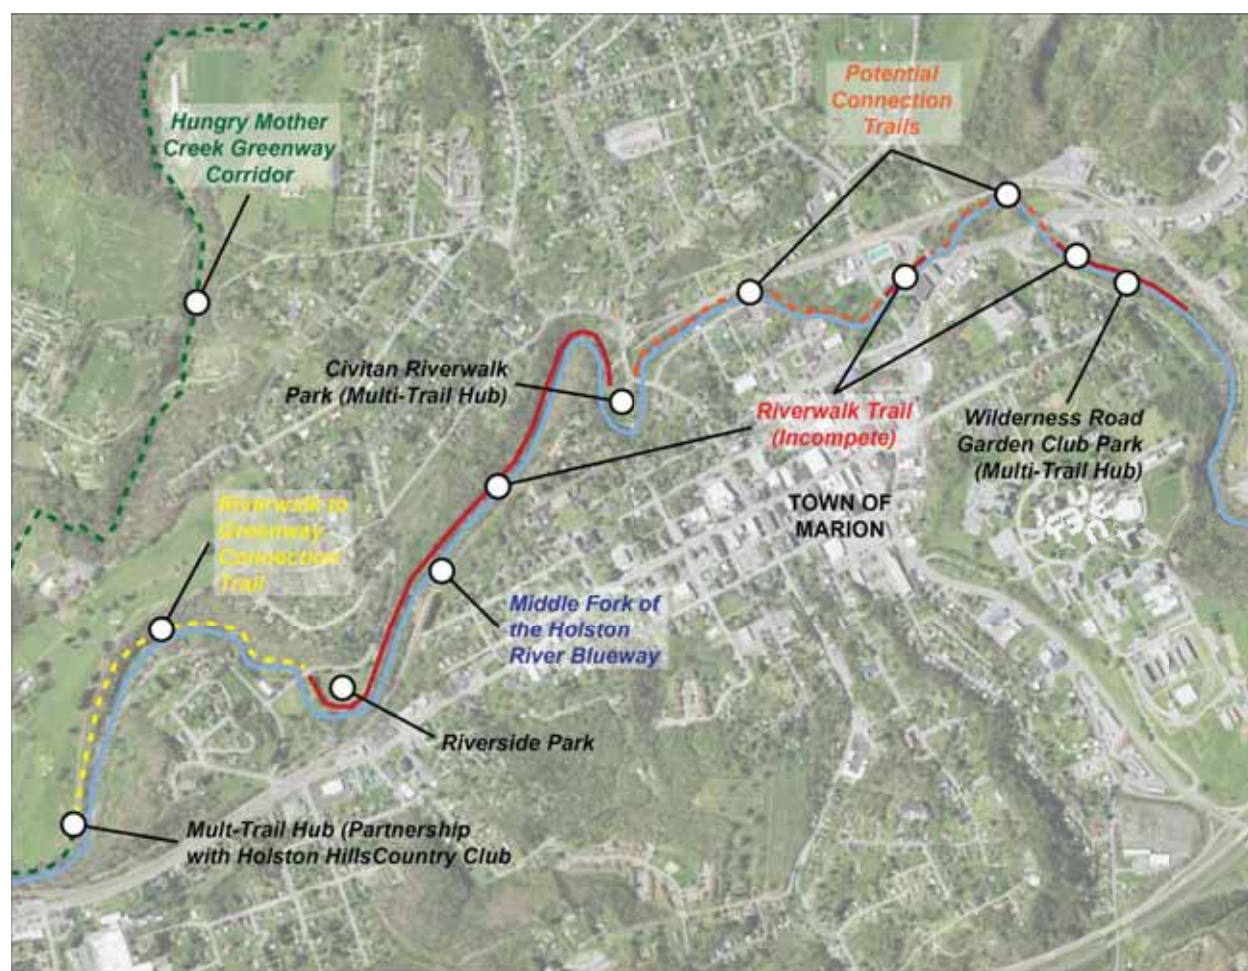 Potential
Connection
Trails
Hungry Mother
Creek Greenway
Corridor
Civitan Riverwalk
Park (Multi-Trail Hub)
Riverwalk Trail
(Incompete)
Wilderness Road
Garden Club Park
(Multi-Trail Hub)
TOWN OF
MARION
Riverwalk to
Greenway
Connection
Trail
Middle Fork of
the Holston
River Blueway
Riverside Park
Mult-Trail Hub (Partnership
with Holston HillsCountry Club